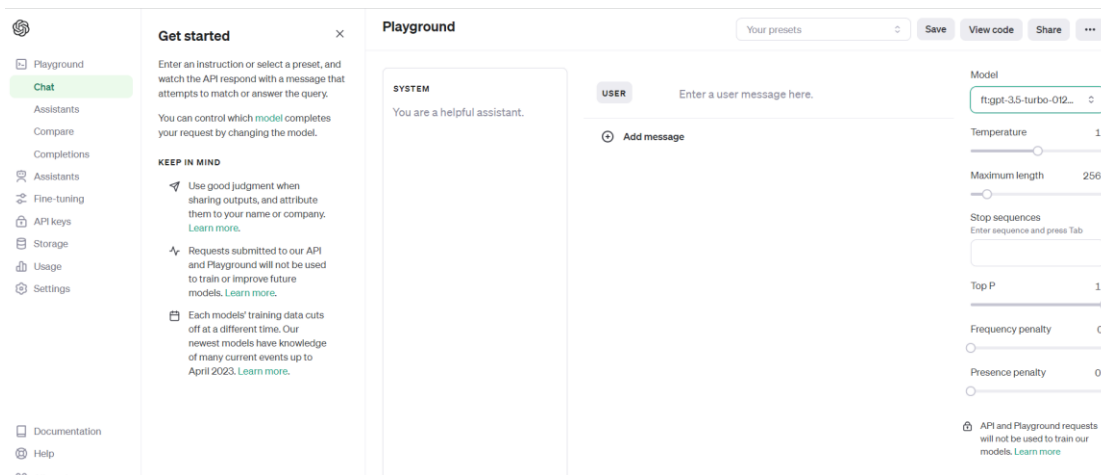 Playground
Chat
Assistants
Compare
Completions
Assistants
Fine-tuning
API keys
Storage
Usage
Settings
Documentation
Help
Get started
Enter an instruction or select a preset, and
watch the API respond with a message that
attempts to match or answer the query.
You can control which model completes
your request by changing the model.
KEEP IN MIND
Use good judgment when
sharing outputs, and attribute
them to your name or company.
Learn more.
Requests submitted to our API
and Playground will not be used
to train or improve future
models. Learn more.
Each models' training data cuts
off at a different time. Our
newest models have knowledge
of many current events up to
April 2023. Learn more.
Playground
Your presets
Save
View code
Share
SYSTEM
You are a helpful assistant.
USER
Enter a user message here.
Add message
Model
ft:gpt-3.5-turbo-012...
Temperature 1
Maximum length 256
Stop sequences
Enter sequence and press Tab
Top P 1
Frequency penalty 0
Presence penalty 0
API and Playground requests
will not be used to train our
models. Learn more